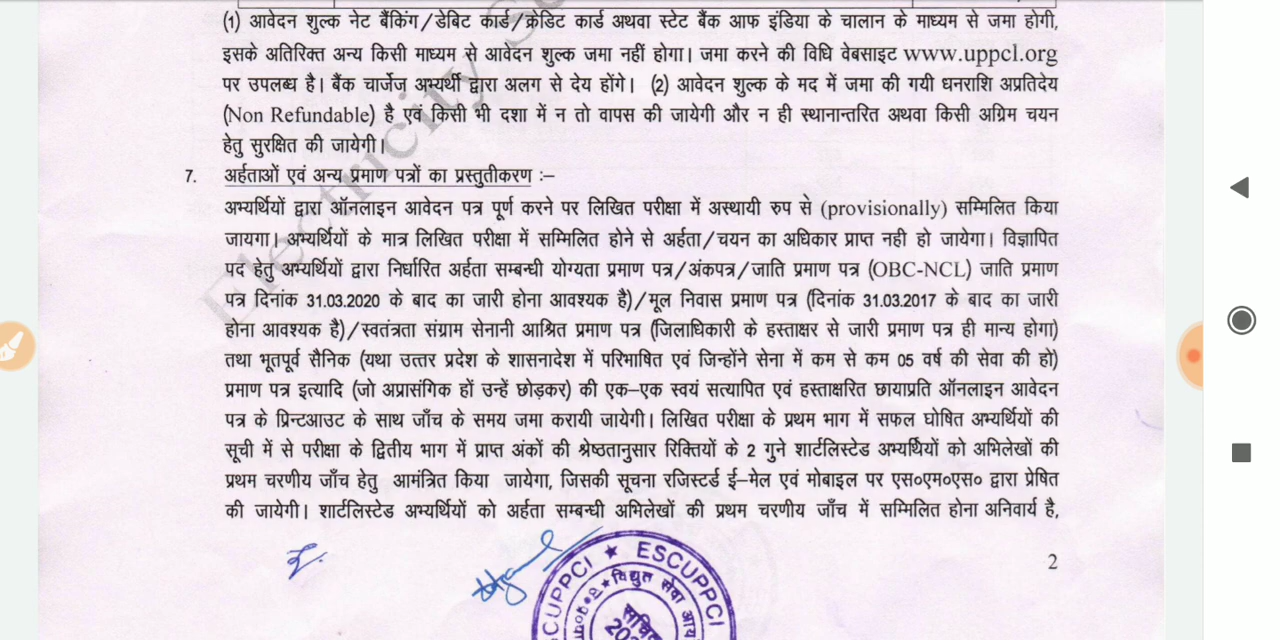 (1) आवेदन शुल्क नेट बैंकिंग/डेबिट कार्ड/क्रेडिट कार्ड अथवा स्टेट बैंक आफ इंडिया के चालान के माध्यम से जमा होगी,
इसके अतिरिक्त अन्य किसी माध्यम से आवेदन शुल्क जमा नहीं होगा। जमा करने की विधि वेबसाइट www.uppcl.org
पर उपलब्ध है। बैंक चार्जेज अभ्यर्थी द्वारा अलग से देय होंगे। (2) आवेदन शुल्क के मद में जमा की गयी धनराशि अप्रतिदेय
(Non Refundable) है एवं किसी भी दशा में न तो वापस की जायेगी और न ही स्थानान्तरित अथवा किसी अग्रिम चयन
हेतु सुरक्षित की जायेगी।
7. अर्हताओं एवं अन्य प्रमाण पत्रों का प्रस्तुतीकरण :–
अभ्यर्थियों द्वारा ऑनलाइन आवेदन पत्र पूर्ण करने पर लिखित परीक्षा में अस्थायी रुप से (provisionally) सम्मिलित किया
जायगा। अभ्यर्थियों के मात्र लिखित परीक्षा में सम्मिलित होने से अर्हता/चयन का अधिकार प्राप्त नही हो जायेगा। विज्ञापित
पद हेतु अभ्यर्थियों द्वारा निर्धारित अर्हता सम्बन्धी योग्यता प्रमाण पत्र/अंकपत्र/जाति प्रमाण पत्र (OBC-NCL) जाति प्रमाण
पत्र दिनांक 31.03.2020 के बाद का जारी होना आवश्यक है)/मूल निवास प्रमाण पत्र (दिनांक 31.03.2017 के बाद का जारी
होना आवश्यक है)/स्वतंत्रता संग्राम सेनानी आश्रित प्रमाण पत्र (जिलाधिकारी के हस्ताक्षर से जारी प्रमाण पत्र ही मान्य होगा)
तथा भूतपूर्व सैनिक (यथा उत्तर प्रदेश के शासनादेश में परिभाषित एवं जिन्होंने सेना में कम से कम 05 वर्ष की सेवा की हो)
प्रमाण पत्र इत्यादि (जो अप्रासंगिक हों उन्हें छोड़कर) की एक–एक स्वयं सत्यापित एवं हस्ताक्षरित छायाप्रति ऑनलाइन आवेदन
पत्र के प्रिन्टआउट के साथ जाँच के समय जमा करायी जायेगी। लिखित परीक्षा के प्रथम भाग में सफल घोषित अभ्यर्थियों की
सूची में से परीक्षा के द्वितीय भाग में प्राप्त अंकों की श्रेष्ठतानुसार रिक्तियों के 2 गुने शार्टलिस्टेड अभ्यर्थियों को अभिलेखों की
प्रथम चरणीय जाँच हेतु आमंत्रित किया जायेगा, जिसकी सूचना रजिस्टर्ड ई–मेल एवं मोबाइल पर एस०एम०एस० द्वारा प्रेषित
की जायेगी। शार्टलिस्टेड अभ्यर्थियों को अर्हता सम्बन्धी अभिलेखों की प्रथम चरणीय जाँच में सम्मिलित होना अनिवार्य है,
2
Electricity Se
ESCUPPCl
विद्युत सेवा आय
सचिव